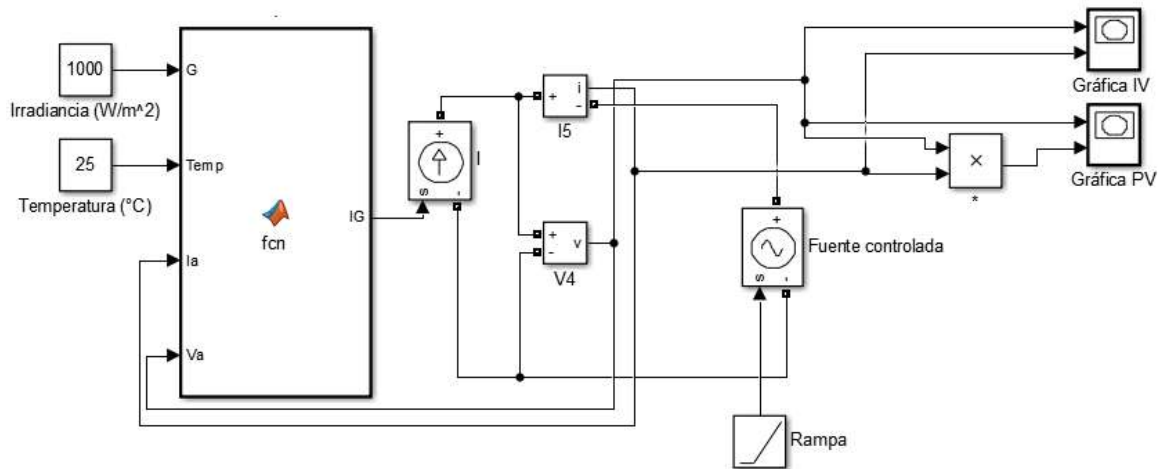 1000
Irradiancia (W/m^2)
25
Temperatura (°C)
G
Temp
Ia
Va
fcn
IG
+
I
s
-
+
i
-
I5
+
-
v
V4
+
s
-
Fuente controlada
Rampa
×
*
Gráfica IV
Gráfica PV